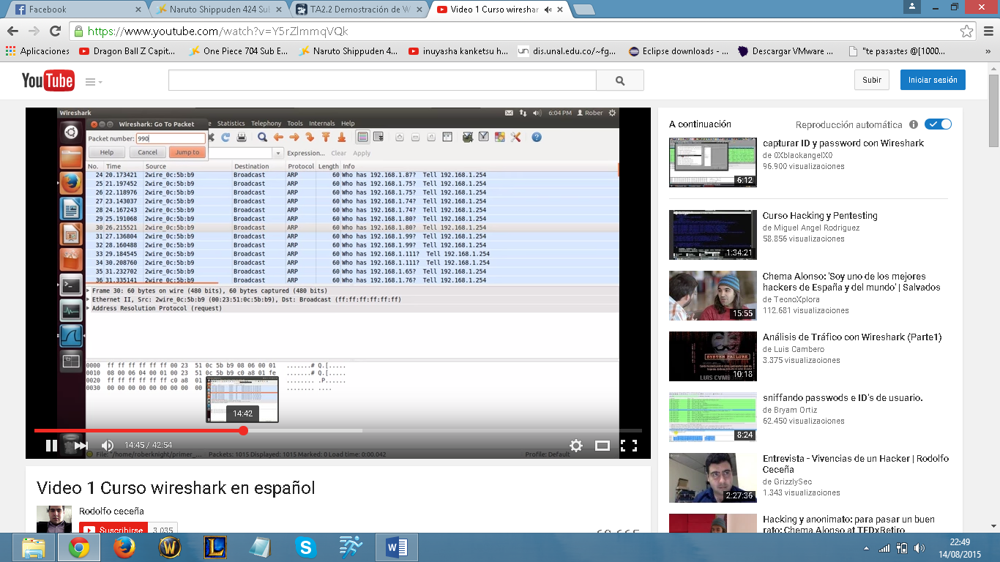 Facebook
Naruto Shippuden 424 Sul
TA2.2 Demostración de W
Video 1 Curso wireshar
https://www.youtube.com/watch?v=Y5rZlmmqVQk
Aplicaciones
Dragon Ball Z Capit...
One Piece 704 Sub E...
Naruto Shippuden 4...
inuyasha kanketsu h...
dis.unal.edu.co/~fg...
Eclipse downloads - ...
Descargar VMware ...
"te pasastes @[1000...
»
YouTube
Subir
Iniciar sesión
Wireshark
6:04 PM
Rober
Wireshark: Go To Packet
e Statistics Telephony Tools Internals Help
Packet number: 990
Help Cancel Jump to
Expression... Clear Apply
No. Time Source Destination Protocol Length Info
24 20.173421 2wire_0c:5b:b9 Broadcast ARP 60 Who has 192.168.1.87? Tell 192.168.1.254
25 21.197452 2wire_0c:5b:b9 Broadcast ARP 60 Who has 192.168.1.75? Tell 192.168.1.254
26 22.118976 2wire_0c:5b:b9 Broadcast ARP 60 Who has 192.168.1.75? Tell 192.168.1.254
27 23.143037 2wire_0c:5b:b9 Broadcast ARP 60 Who has 192.168.1.74? Tell 192.168.1.254
28 24.167243 2wire_0c:5b:b9 Broadcast ARP 60 Who has 192.168.1.74? Tell 192.168.1.254
29 25.191068 2wire_0c:5b:b9 Broadcast ARP 60 Who has 192.168.1.80? Tell 192.168.1.254
30 26.215521 2wire_0c:5b:b9 Broadcast ARP 60 Who has 192.168.1.80? Tell 192.168.1.254
31 27.136804 2wire_0c:5b:b9 Broadcast ARP 60 Who has 192.168.1.99? Tell 192.168.1.254
32 28.160488 2wire_0c:5b:b9 Broadcast ARP 60 Who has 192.168.1.99? Tell 192.168.1.254
33 29.184545 2wire_0c:5b:b9 Broadcast ARP 60 Who has 192.168.1.111? Tell 192.168.1.254
34 30.208760 2wire_0c:5b:b9 Broadcast ARP 60 Who has 192.168.1.111? Tell 192.168.1.254
35 31.232702 2wire_0c:5b:b9 Broadcast ARP 60 Who has 192.168.1.65? Tell 192.168.1.254
36 31.335141 2wire_0c:5b:b9 Broadcast ARP 60 Who has 192.168.1.76? Tell 192.168.1.254
Frame 30: 60 bytes on wire (480 bits), 60 bytes captured (480 bits)
Ethernet II, Src: 2wire_0c:5b:b9 (00:23:51:0c:5b:b9), Dst: Broadcast (ff:ff:ff:ff:ff:ff)
Address Resolution Protocol (request)
0000 ff ff ff ff ff ff 00 23 51 0c 5b b9 08 06 00 01 .......# Q.[.....
0010 08 00 06 04 00 01 00 23 51 0c 5b b9 c0 a8 01 fe .......# Q.[.....
0020 ff ff ff ff ff ff c0 a8 01 ........ .P......
0030 00 00 00 00 00 00 00 00 00 ........ ....
14:42
14:45 / 42:54
File: "/home/roberknight/primer_... Packets: 1015 Displayed: 1015 Marked: 0 Load time: 0:00.042 Profile: Default
Video 1 Curso wireshark en español
Rodolfo ceceña
Suscribirse 3.035
A continuación
Reproducción automática
capturar ID y password con Wireshark
de 0XblackangelX0
96.900 visualizaciones
6:12
Curso Hacking y Pentesting
de Miguel Angel Rodriguez
58.856 visualizaciones
1:34:21
Chema Alonso: 'Soy uno de los mejores
hackers de España y del mundo' | Salvados
de TecnoXplora
112.681 visualizaciones
15:55
Análisis de Tráfico con Wireshark (Parte1)
de Luis Cambero
3.375 visualizaciones
SYSTEM FAILURE
10:18
sniffando passwods e ID's de usuario.
de Bryam Ortiz
62.450 visualizaciones
8:24
Entrevista - Vivencias de un Hacker | Rodolfo
Ceceña
de GrizzlySec
1.343 visualizaciones
2:27:36
Hacking y anonimato: para pasar un buen
rato: Chema Alonso at TEDxRetiro
22:49
14/08/2015